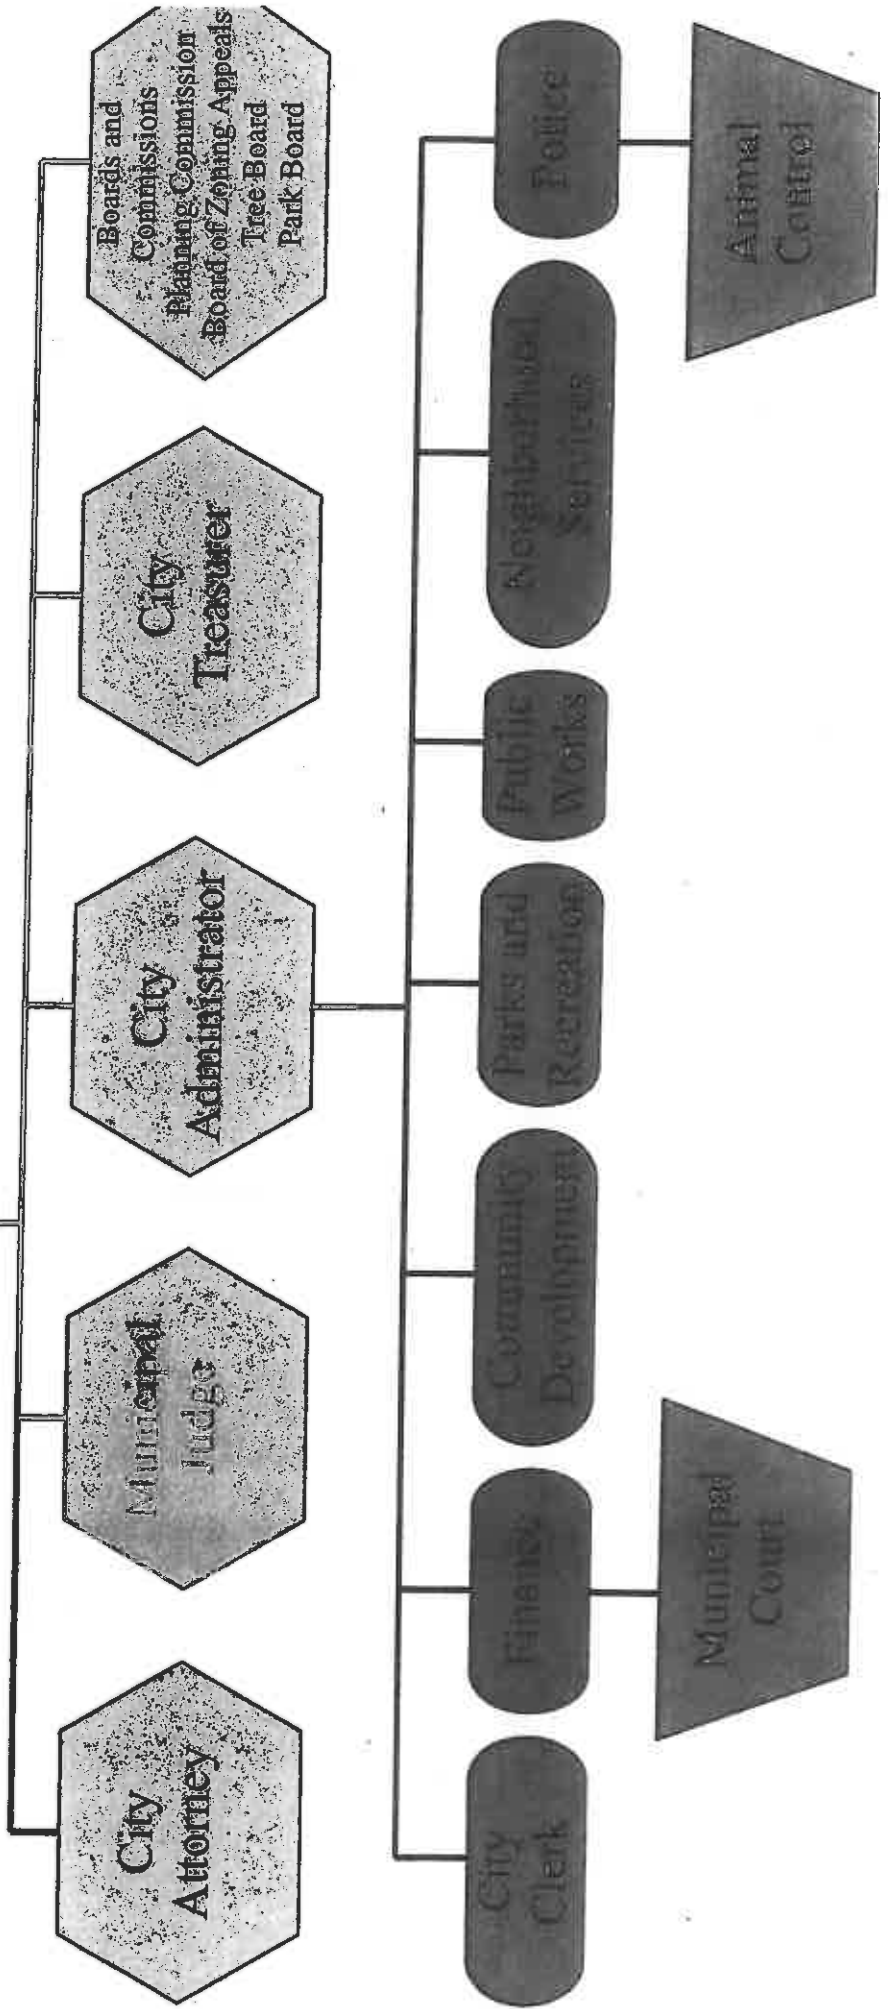 City
Attorney
Municipal
Judge
City
Administrator
City
Treasurer
Boards and
Commissions
Planning Commission
Board of Zoning Appeals
Tree Board
Park Board
City
Clerk
Finance
Community
Development
Parks and
Recreation
Public
Works
Neighborhood
Services
Police
Municipal
Court
Animal
Control